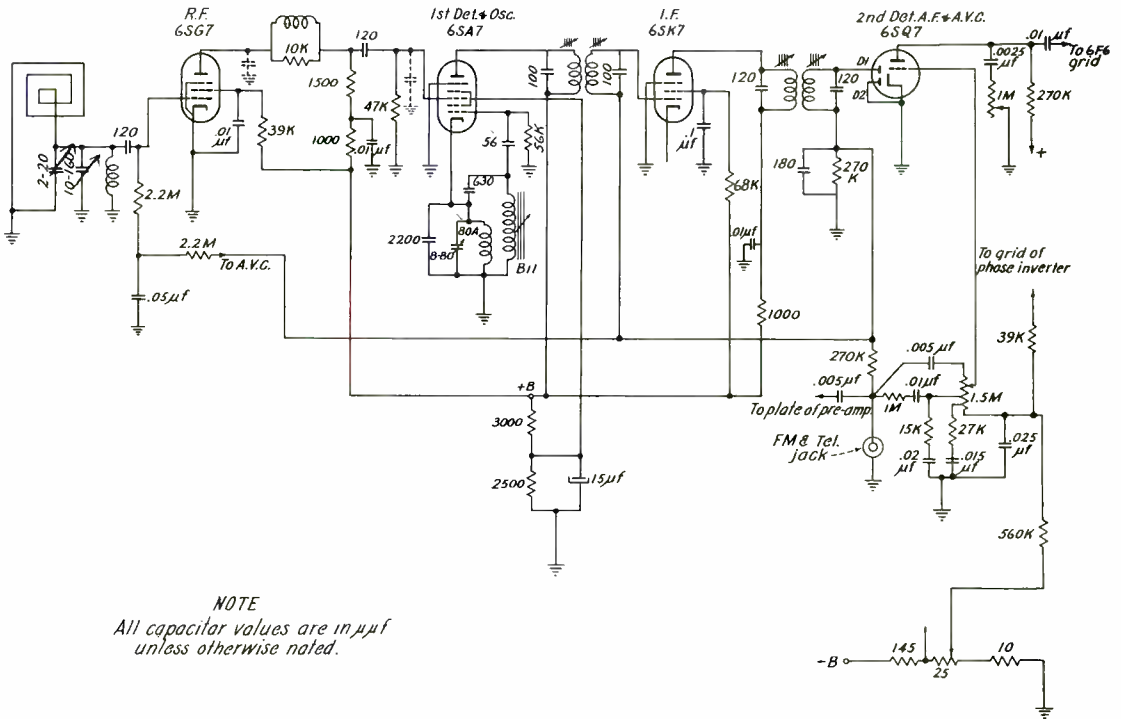 R.F.
6SG7
1st Det. & Osc.
6SA7
I.F.
6SK7
2nd Det. A.F. & A.V.C.
6SQ7
.01 µf
To 6F6
grid
.0025
µf
1M
270K
+
10K
120
1500
1000
.01µf
47K
120
2-20
.01
µf
39K
2.2M
2.2M
To A.V.C.
.05µf
100
100
56
56K
630
2200
8-80
80A
B11
.1
µf
68K
120
D1
D2
120
180
270
K
.01µf
1000
To grid of
phase inverter
39K
270K
.005 µf
.005µf
.01µf
1M
1.5M
To plate of pre-amp.
15K
27K
.025
µf
.02
µf
.015
µf
FM & Tel.
jack
+B
3000
2500
15µf
560K
-B
145
25
10
NOTE
All capacitor values are in µµf
unless otherwise noted.